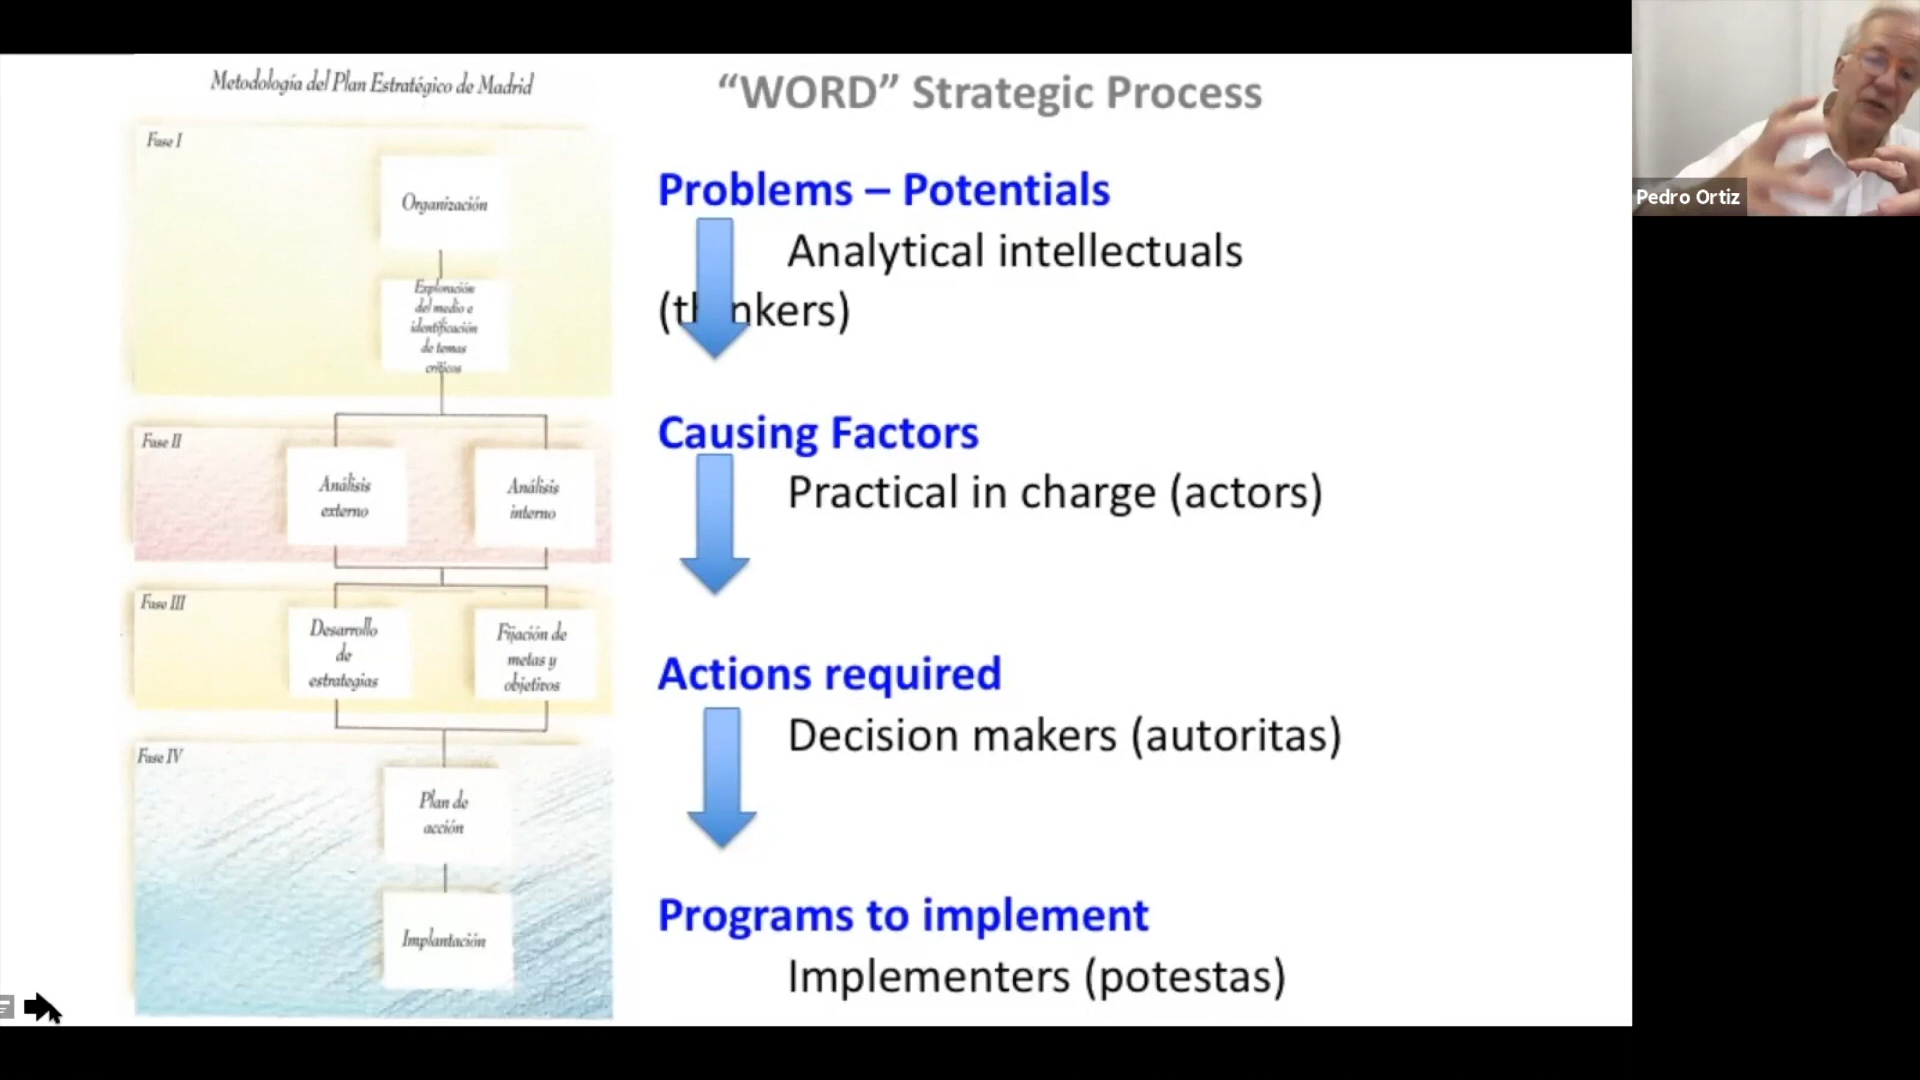 Metodología del Plan Estratégico de Madrid
Fase I
Organización
Exploración
del medio e
identificación
de temas
críticos
Fase II
Análisis
externo
Análisis
interno
Fase III
Desarrollo
de
estrategias
Fijación de
metas y
objetivos
Fase IV
Plan de
acción
Implantación
“WORD” Strategic Process
Problems – Potentials
Analytical intellectuals
(thinkers)
Causing Factors
Practical in charge (actors)
Actions required
Decision makers (autoritas)
Programs to implement
Implementers (potestas)
Pedro Ortiz